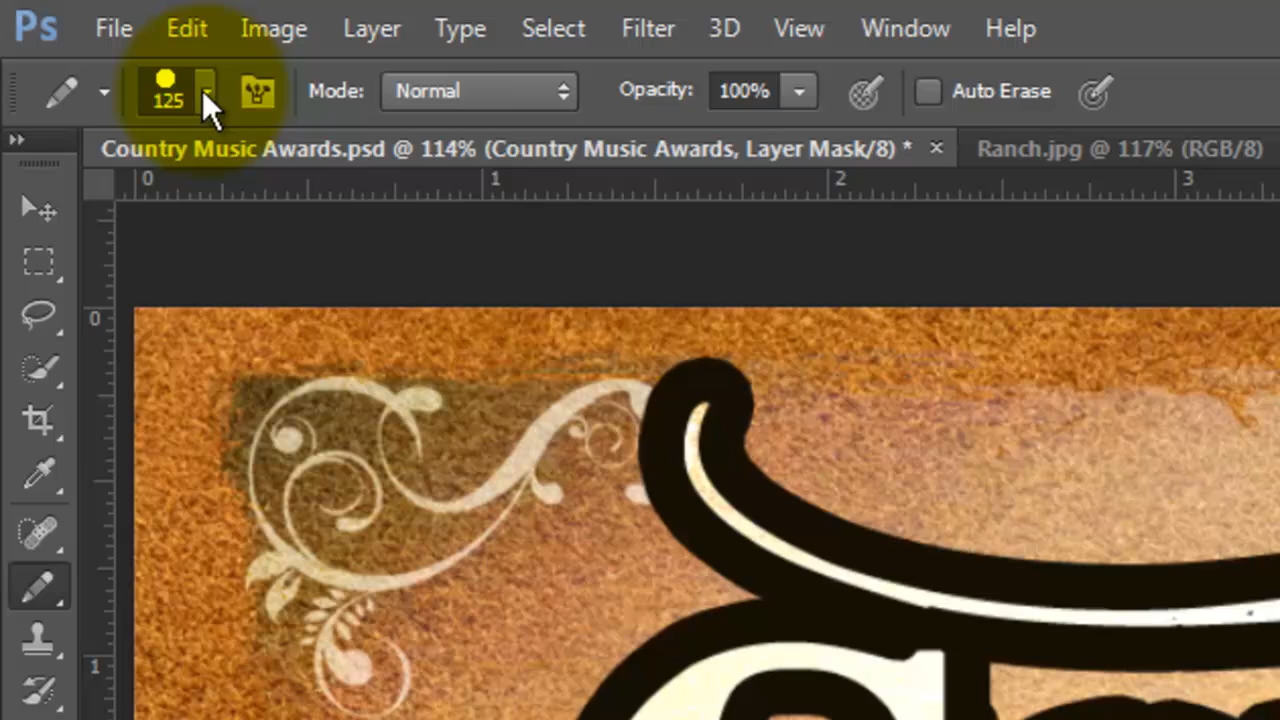 Ps File Edit Image Layer Type Select Filter 3D View Window Help
125 Mode: Normal Opacity: 100% Auto Erase
Country Music Awards.psd @ 114% (Country Music Awards, Layer Mask/8) * × Ranch.jpg @ 117% (RGB/8)
0 1 2 3
0
1